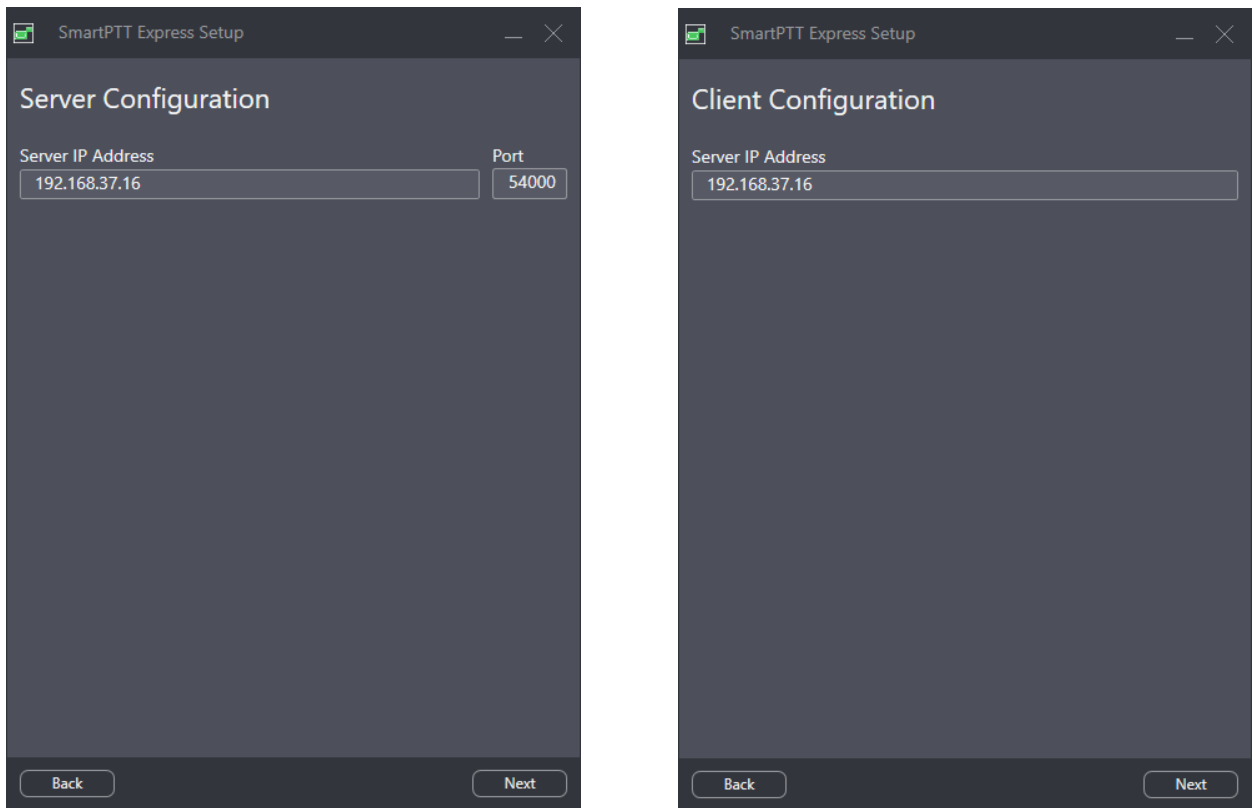 SmartPTT Express Setup
Server Configuration
Server IP Address Port
192.168.37.16 54000
Back Next
SmartPTT Express Setup
Client Configuration
Server IP Address
192.168.37.16
Back Next